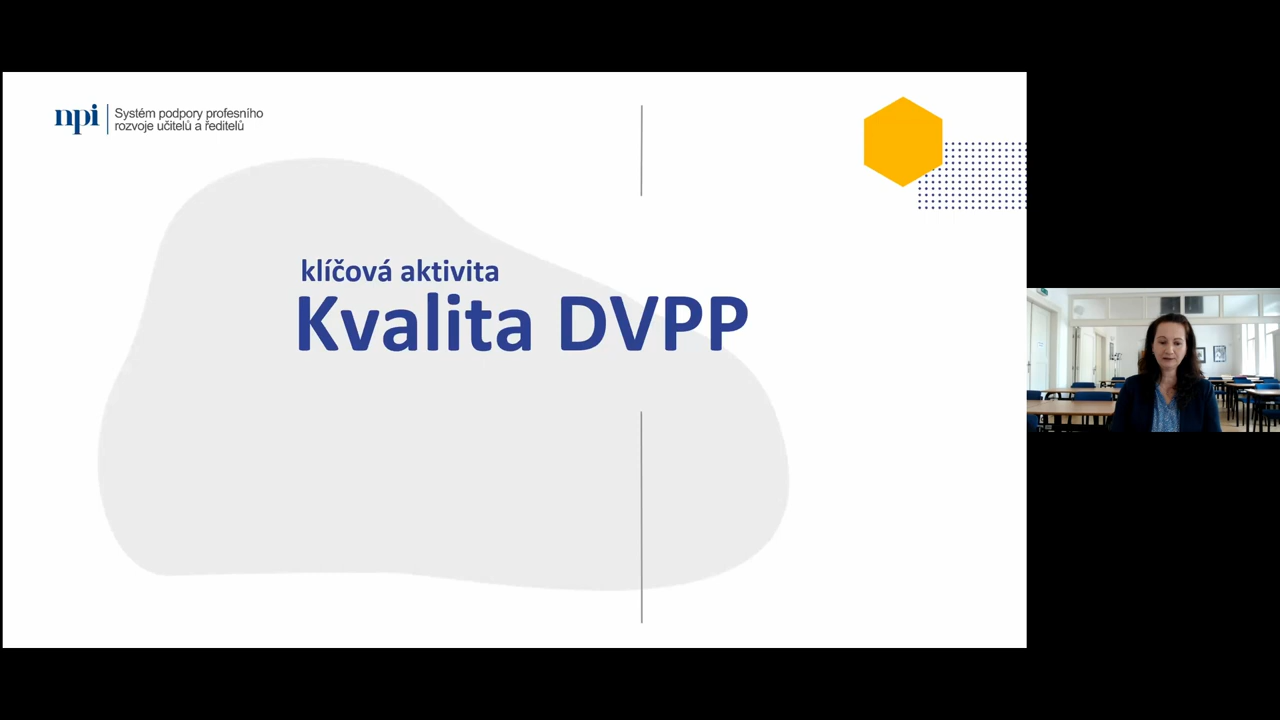 npi
Systém podpory profesního
rozvoje učitelů a ředitelů
klíčová aktivita
Kvalita DVPP